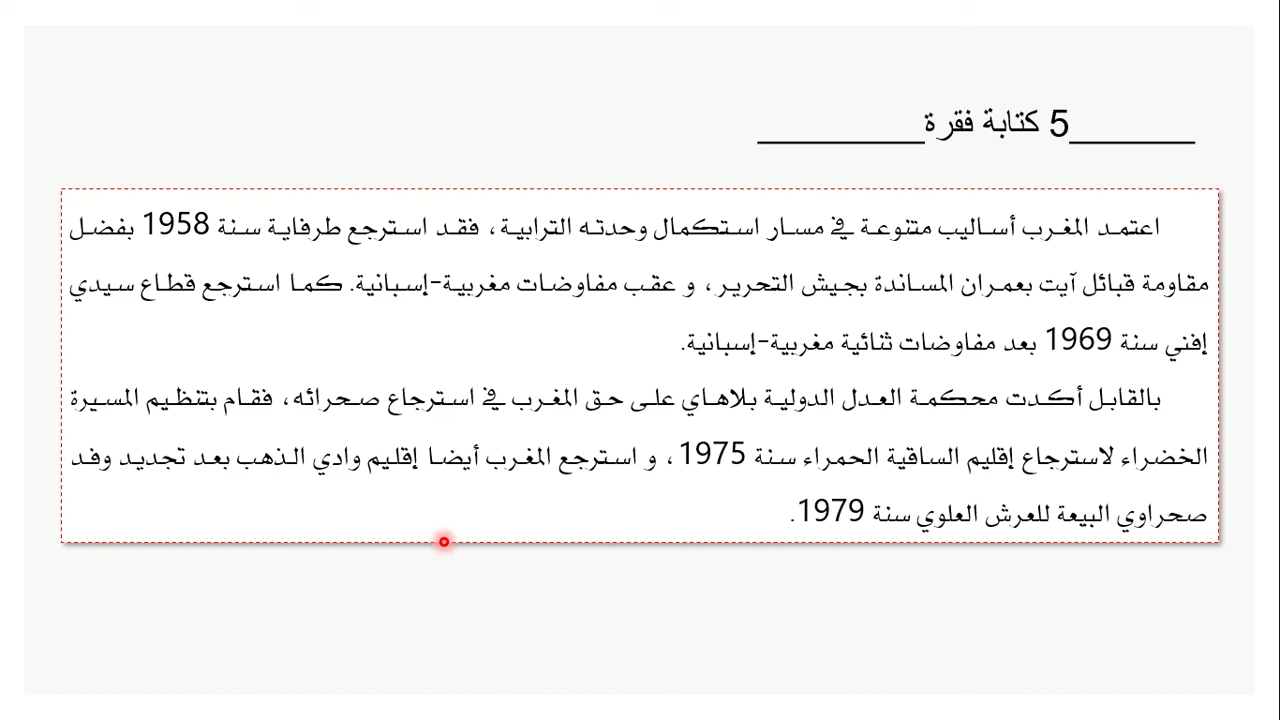 5 كتابة فقرة
اعتمد المغرب أساليب متنوعة في مسار استكمال وحدته الترابية، فقد استرجع طرفاية سنة 1958 بفضل
مقاومة قبائل آيت بعمران المساندة بجيش التحرير، و عقب مفاوضات مغربية-إسبانية. كما استرجع قطاع سيدي
إفني سنة 1969 بعد مفاوضات ثنائية مغربية-إسبانية.
بالقابل أكدت محكمة العدل الدولية بلاهاي على حق المغرب في استرجاع صحرائه، فقام بتنظيم المسيرة
الخضراء لاسترجاع إقليم الساقية الحمراء سنة 1975، و استرجع المغرب أيضا إقليم وادي الذهب بعد تجديد وفد
صحراوي البيعة للعرش العلوي سنة 1979.